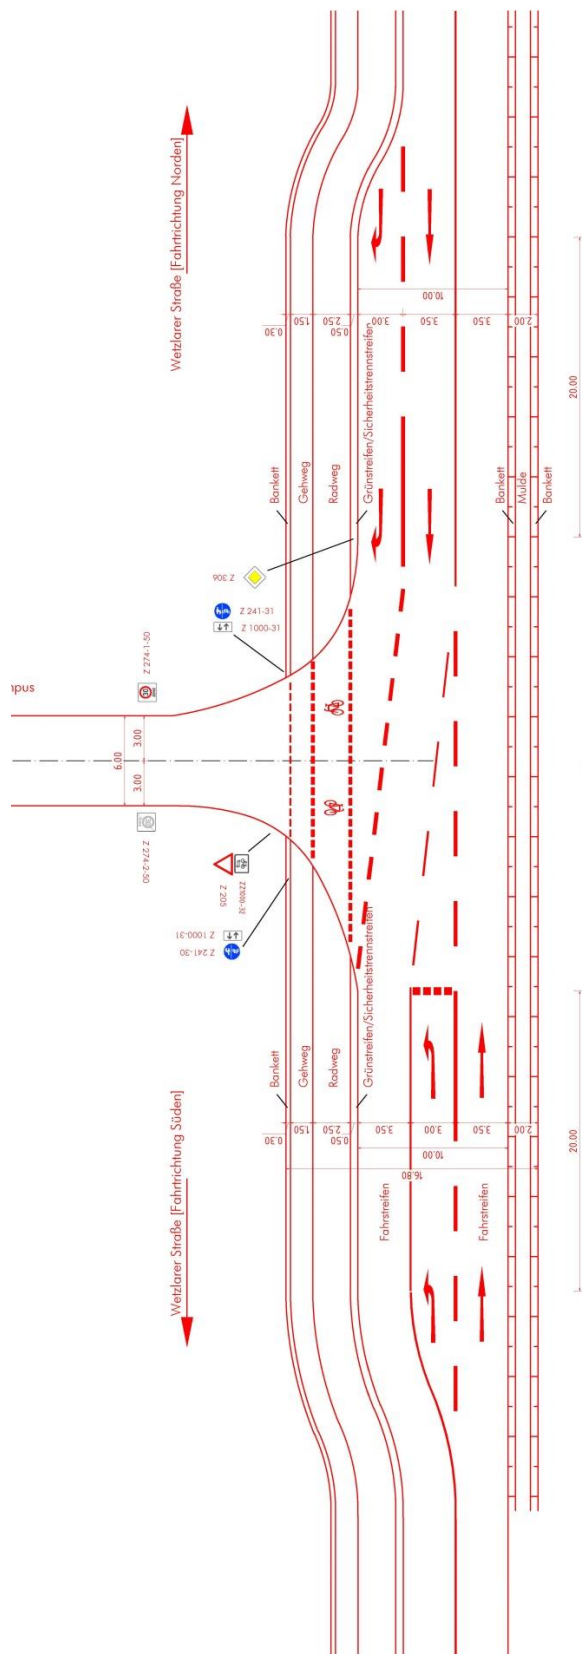 Wetzlarer Straße [Fahrtrichtung Norden]
0.30
1.50
2.50
0.50
3.00
3.50
3.50
2.00
10.00
20.00
Bankett
Gehweg
Radweg
Grünstreifen/Sicherheitstrennstreifen
Bankett
Mulde
Bankett
Z 306
Z 241-31
Z 1000-31
Z 274-1-50
npus
6.00
3.00
3.00
Z 274-2-50
Z 205
ZZ1000-32
Z 1000-31
Z 241-30
Bankett
Gehweg
Radweg
Grünstreifen/Sicherheitstrennstreifen
Wetzlarer Straße [Fahrtrichtung Süden]
0.30
1.50
2.50
0.50
3.50
3.00
3.50
2.00
10.00
16.80
20.00
Fahrstreifen
Fahrstreifen